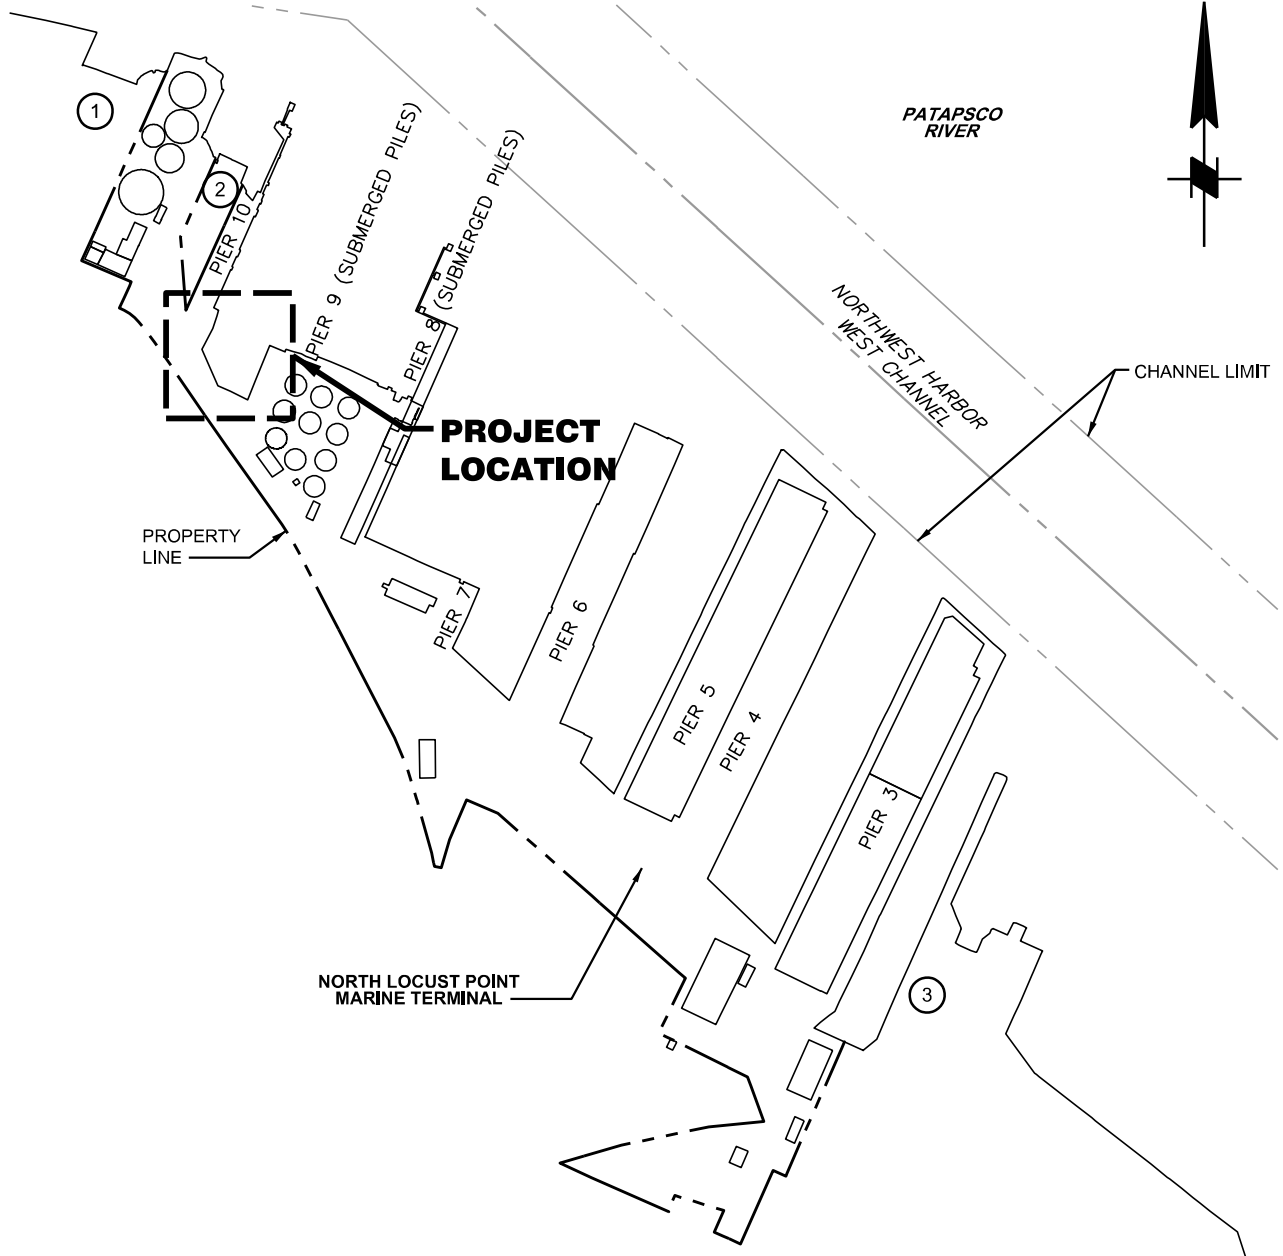 1
PATAPSCO
RIVER
2
PIER 10
PIER 9 (SUBMERGED PILES)
PIER 8 (SUBMERGED PILES)
NORTHWEST HARBOR
WEST CHANNEL
CHANNEL LIMIT
PROJECT
LOCATION
PROPERTY
LINE
PIER 7
PIER 6
PIER 5
PIER 4
PIER 3
NORTH LOCUST POINT
MARINE TERMINAL
3